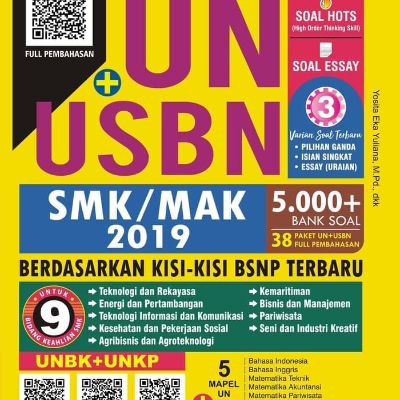 FULL PEMBAHASAN
UN
+
USBN
SOAL HOTS
(High Order Thinking Skill)
SOAL ESSAY
3
Varian Soal Terbaru
• PILIHAN GANDA
• ISIAN SINGKAT
• ESSAY (URAIAN)
Yosita Eka Yuliana, M.Pd., dkk
SMK/MAK
2019
5.000+
BANK SOAL
38 PAKET UN+USBN
FULL PEMBAHASAN
BERDASARKAN KISI-KISI BSNP TERBARU
UNTUK
9
BIDANG KEAHLIAN SMK
Teknologi dan Rekayasa
Energi dan Pertambangan
Teknologi Informasi dan Komunikasi
Kesehatan dan Pekerjaan Sosial
Agribisnis dan Agroteknologi
Kemaritiman
Bisnis dan Manajemen
Pariwisata
Seni dan Industri Kreatif
UNBK+UNKP
5
MAPEL
UN
Bahasa Indonesia
Bahasa Inggris
Matematika Teknik
Matematika Akuntansi
Matematika Pariwisata